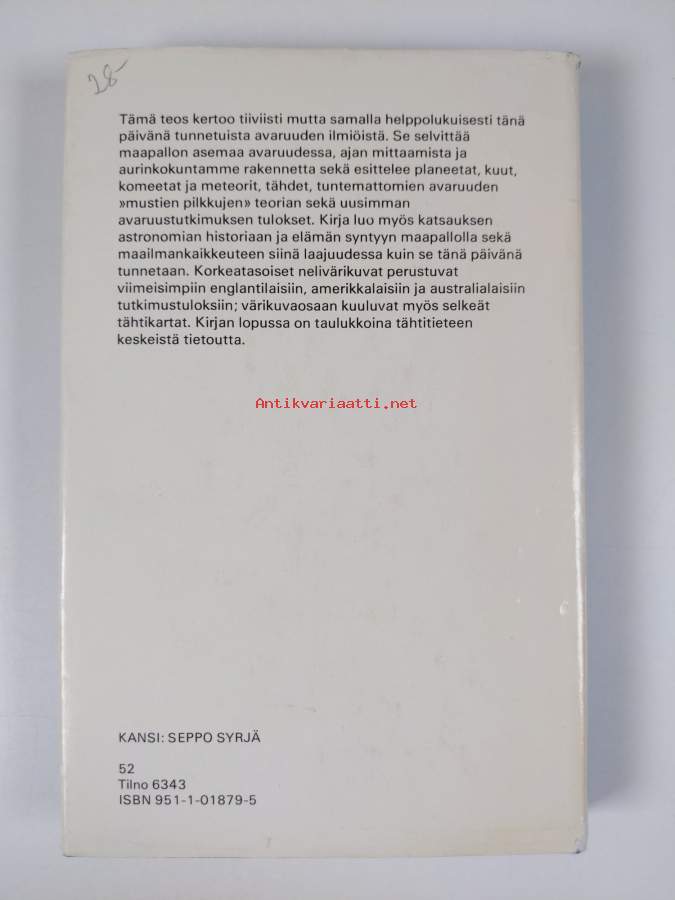 28-
Tämä teos kertoo tiiviisti mutta samalla helppolukuisesti tänä
päivänä tunnetuista avaruuden ilmiöistä. Se selvittää
maapallon asemaa avaruudessa, ajan mittaamista ja
aurinkokuntamme rakennetta sekä esittelee planeetat, kuut,
komeetat ja meteorit, tähdet, tuntemattomien avaruuden
»mustien pilkkujen» teorian sekä uusimman
avaruustutkimuksen tulokset. Kirja luo myös katsauksen
astronomian historiaan ja elämän syntyyn maapallolla sekä
maailmankaikkeuteen siinä laajuudessa kuin se tänä päivänä
tunnetaan. Korkeatasoiset nelivärikuvat perustuvat
viimeisimpiin englantilaisiin, amerikkalaisiin ja australialaisiin
tutkimustuloksiin; värikuvaosaan kuuluvat myös selkeät
tähtikartat. Kirjan lopussa on taulukkoina tähtitieteen
keskeistä tietoutta.
Antikvariaatti.net
KANSI: SEPPO SYRJÄ
52
Tilno 6343
ISBN 951-1-01879-5